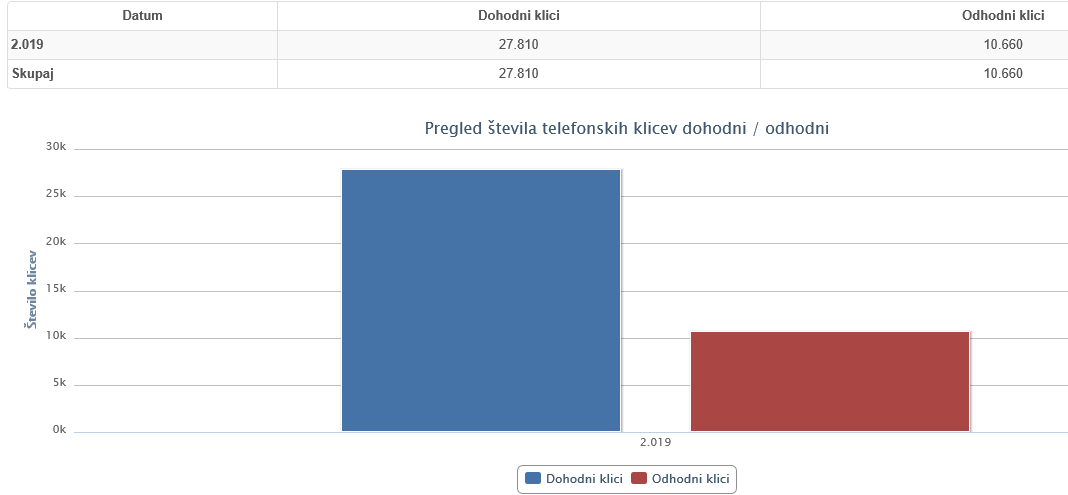 Datum Dohodni klici Odhodni klici
2.019 27.810 10.660
Skupaj 27.810 10.660
Pregled števila telefonskih klicev dohodni / odhodni
30k
25k
20k
15k
10k
5k
0k
Število klicev
2.019
Dohodni klici Odhodni klici